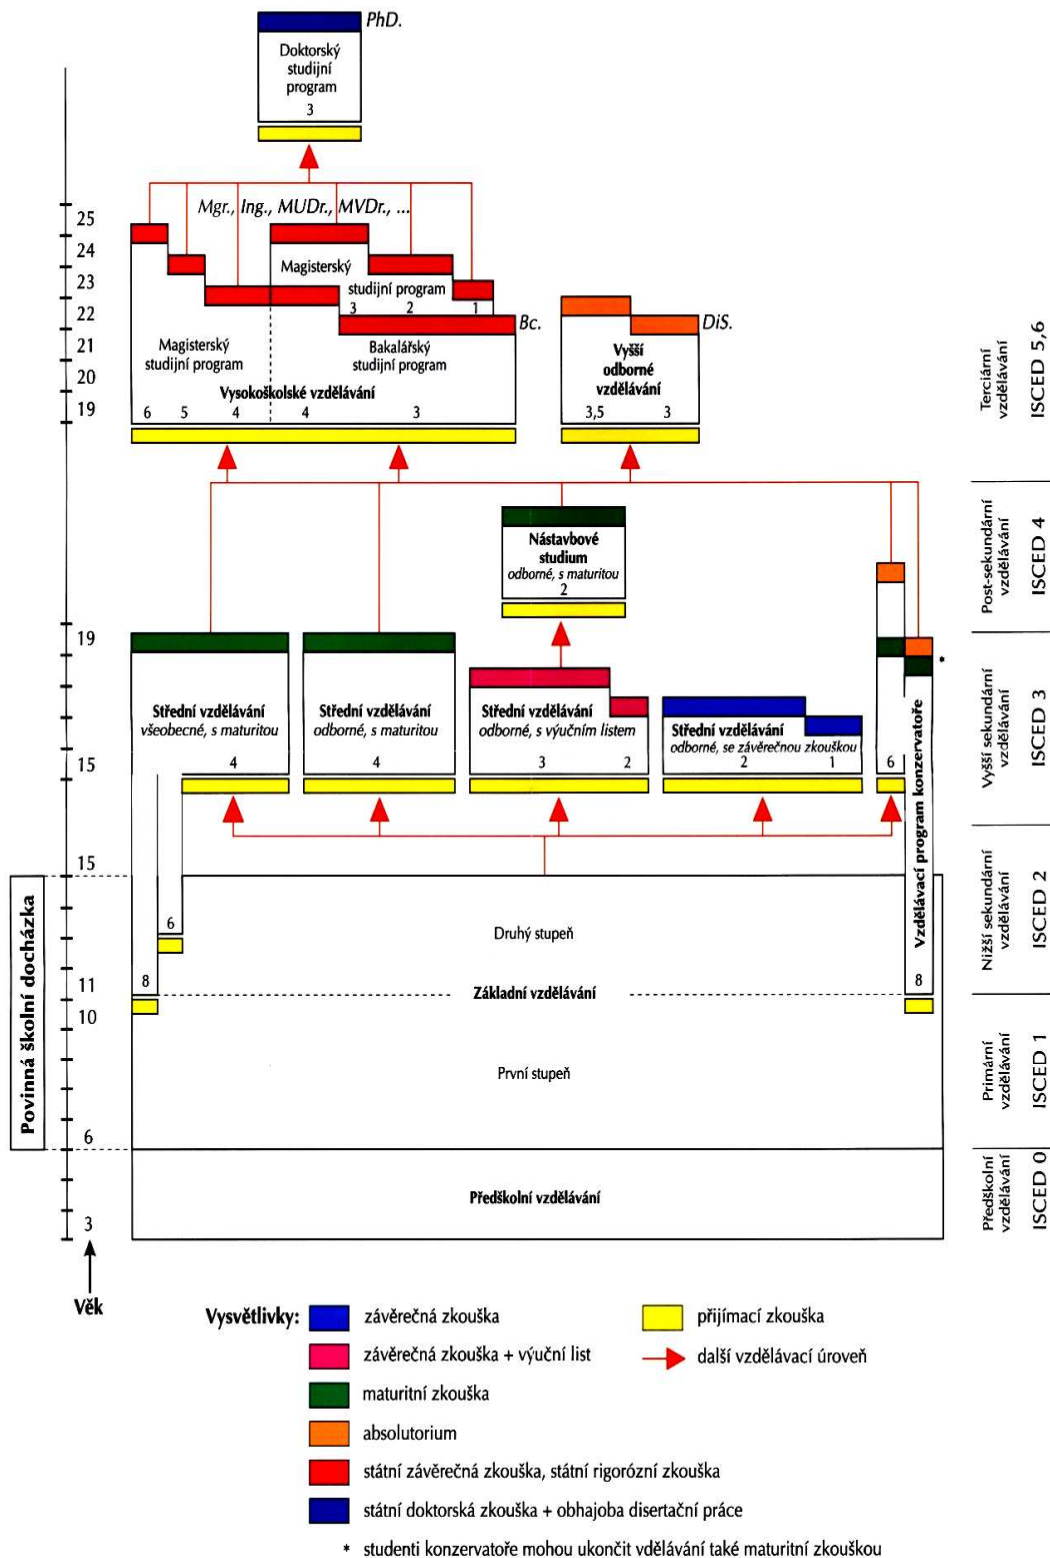 PhD.
Doktorský
studijní
program
3
Mgr., Ing., MUDr., MVDr., ...
25
24
23
22
21
20
19
Magisterský
studijní program
3
2
1
Bc.
Magisterský
studijní program
Bakalářský
studijní program
Vysokoškolské vzdělávání
6
5
4
4
3
DiS.
Vyšší
odborné
vzdělávání
3,5
3
Terciární
vzdělávání
ISCED 5,6
Nástavbové
studium
odborné, s maturitou
2
Post-sekundární
vzdělávání
ISCED 4
19
15
Střední vzdělávání
všeobecné, s maturitou
4
Střední vzdělávání
odborné, s maturitou
4
Střední vzdělávání
odborné, s výučním listem
3
2
Střední vzdělávání
odborné, se závěrečnou zkouškou
2
1
6
*
Vzdělávací program konzervatoře
8
Vyšší sekundární
vzdělávání
ISCED 3
15
11
10
6
3
Povinná školní docházka
6
8
Druhý stupeň
Základní vzdělávání
První stupeň
Předškolní vzdělávání
Nižší sekundární
vzdělávání
ISCED 2
Primární
vzdělávání
ISCED 1
Předškolní
vzdělávání
ISCED 0
Věk
Vysvětlivky:
závěrečná zkouška
závěrečná zkouška + výuční list
maturitní zkouška
absolutorium
státní závěrečná zkouška, státní rigorózní zkouška
státní doktorská zkouška + obhajoba disertační práce
* studenti konzervatoře mohou ukončit vdělávání také maturitní zkouškou
přijímací zkouška
další vzdělávací úroveň